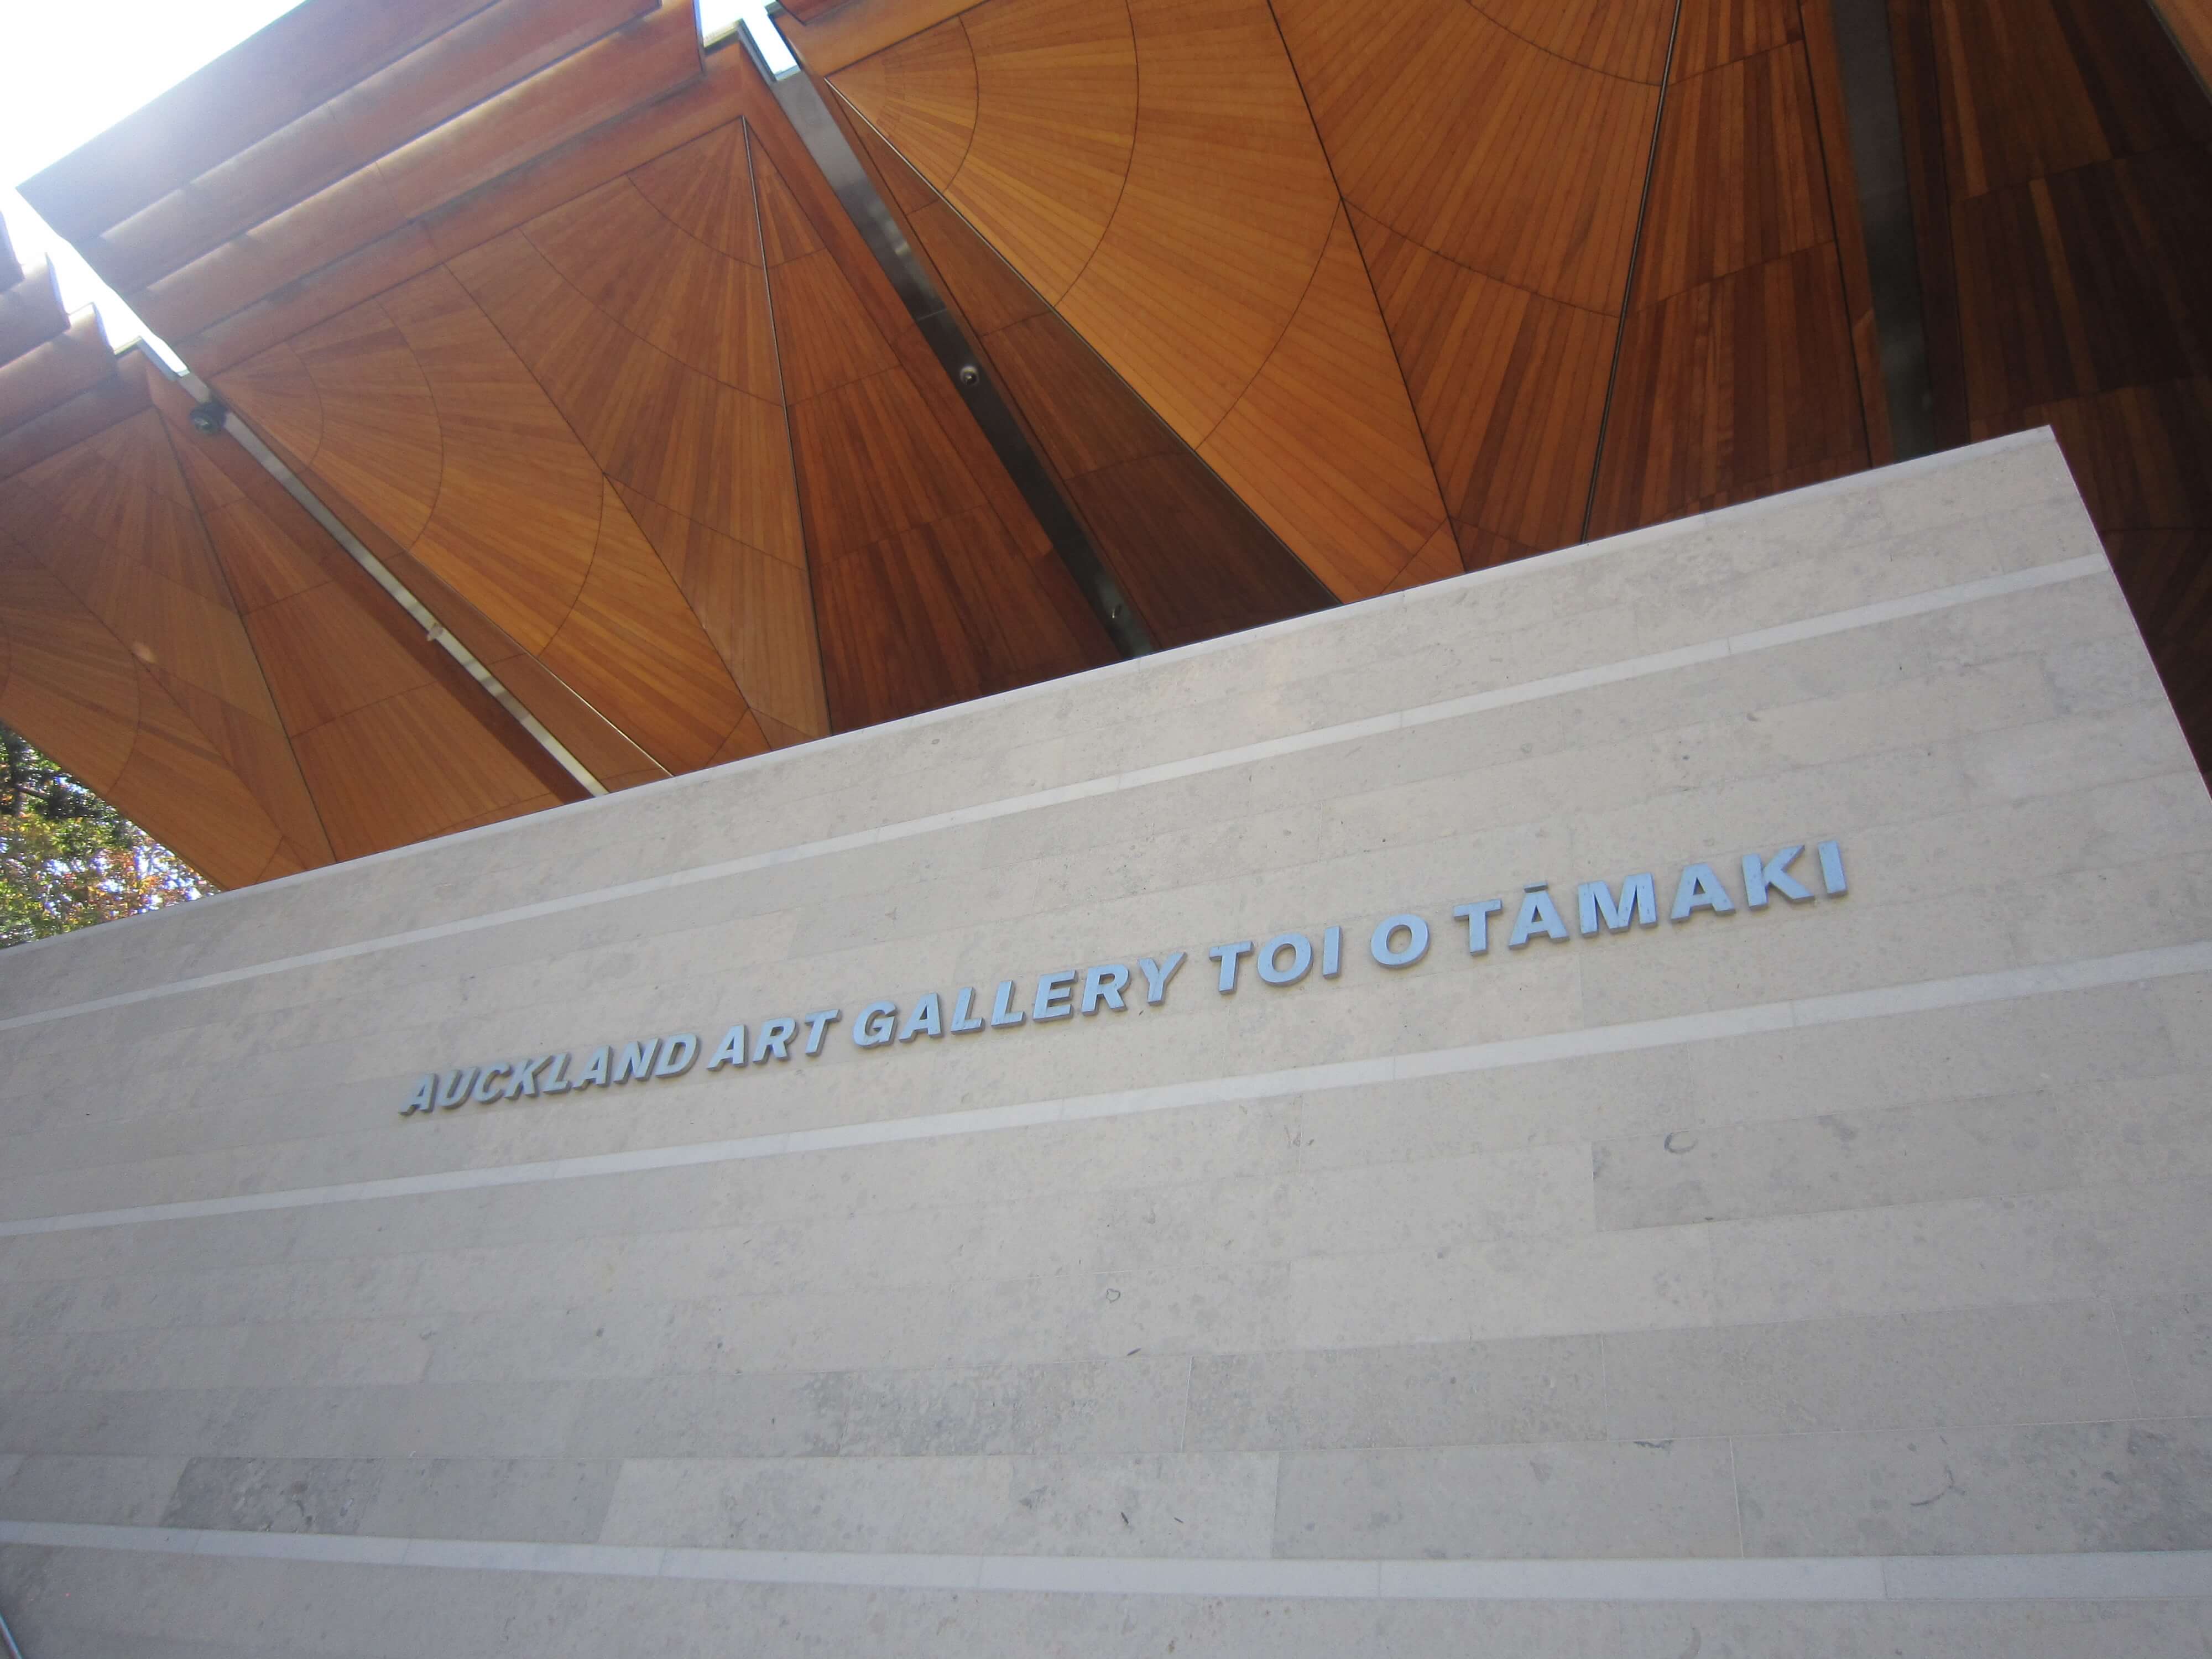 AUCKLAND ART GALLERY TOI O TĀMAKI